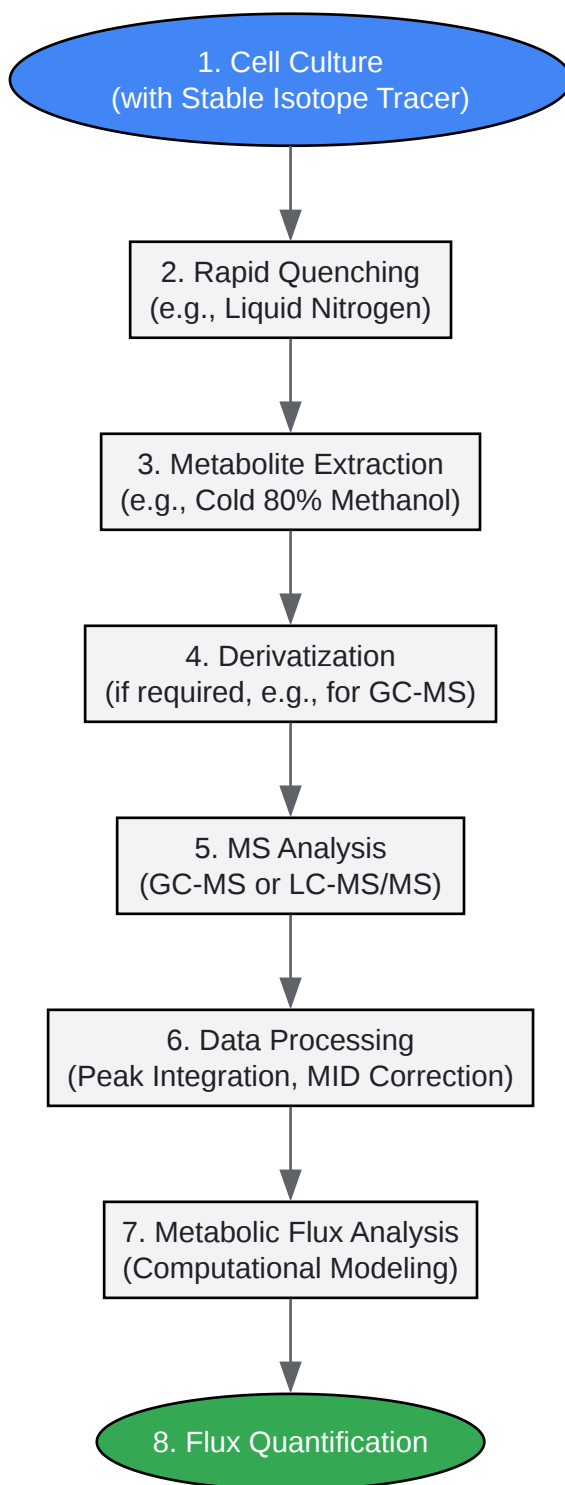 1. Cell Culture
(with Stable Isotope Tracer)
2. Rapid Quenching
(e.g., Liquid Nitrogen)
3. Metabolite Extraction
(e.g., Cold 80% Methanol)
4. Derivatization
(if required, e.g., for GC-MS)
5. MS Analysis
(GC-MS or LC-MS/MS)
6. Data Processing
(Peak Integration, MID Correction)
7. Metabolic Flux Analysis
(Computational Modeling)
8. Flux Quantification